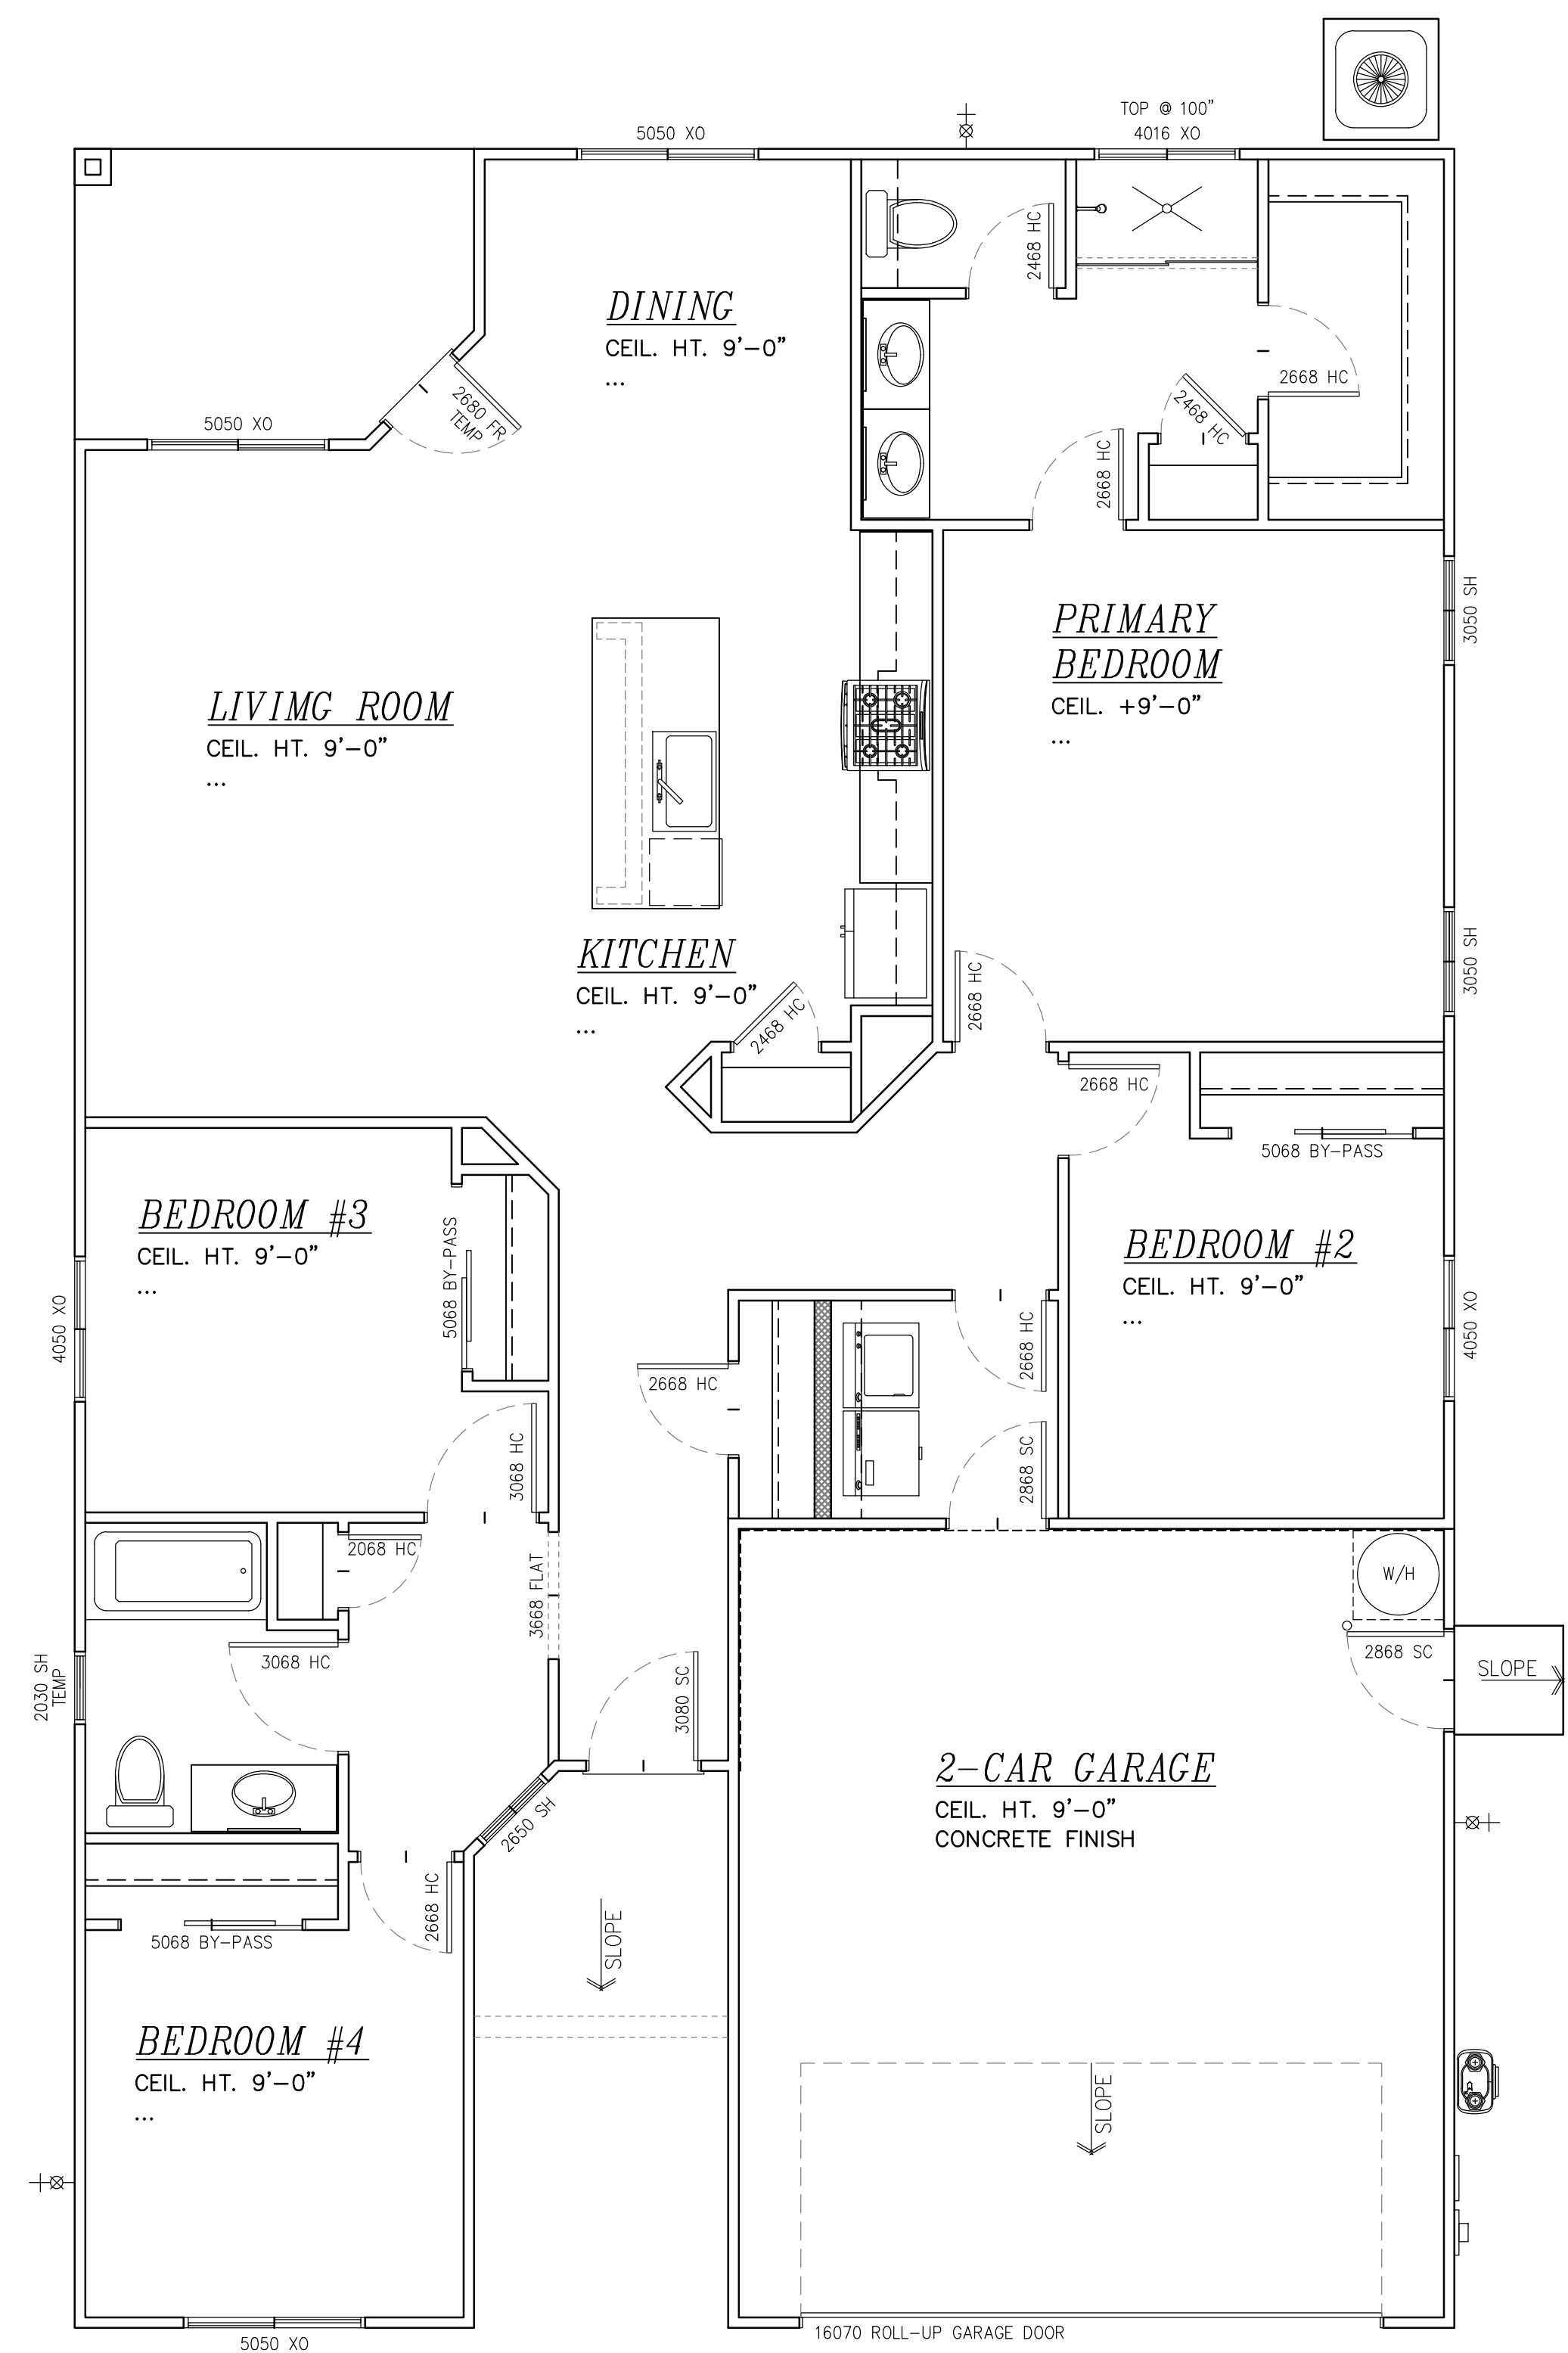 TOP @ 100"
5050 XO
4016 XO
DINING
CEIL. HT. 9'-0"
...
2468 HC
2668 HC
2468 HC
2668 HC
5050 XO
2680 FR
TEMP
3050 SH
PRIMARY
BEDROOM
CEIL. +9'-0"
...
LIVIMG ROOM
CEIL. HT. 9'-0"
...
KITCHEN
CEIL. HT. 9'-0"
...
2468 HC
2668 HC
3050 SH
2668 HC
5068 BY-PASS
BEDROOM #3
CEIL. HT. 9'-0"
...
5068 BY-PASS
4050 XO
BEDROOM #2
CEIL. HT. 9'-0"
...
4050 XO
2668 HC
2668 HC
3068 HC
2868 SC
2068 HC
3668 FLAT
W/H
3068 HC
2868 SC
SLOPE
2030 SH
TEMP
3080 SC
2-CAR GARAGE
CEIL. HT. 9'-0"
CONCRETE FINISH
2650 SH
2668 HC
5068 BY-PASS
SLOPE
BEDROOM #4
CEIL. HT. 9'-0"
...
SLOPE
16070 ROLL-UP GARAGE DOOR
5050 XO